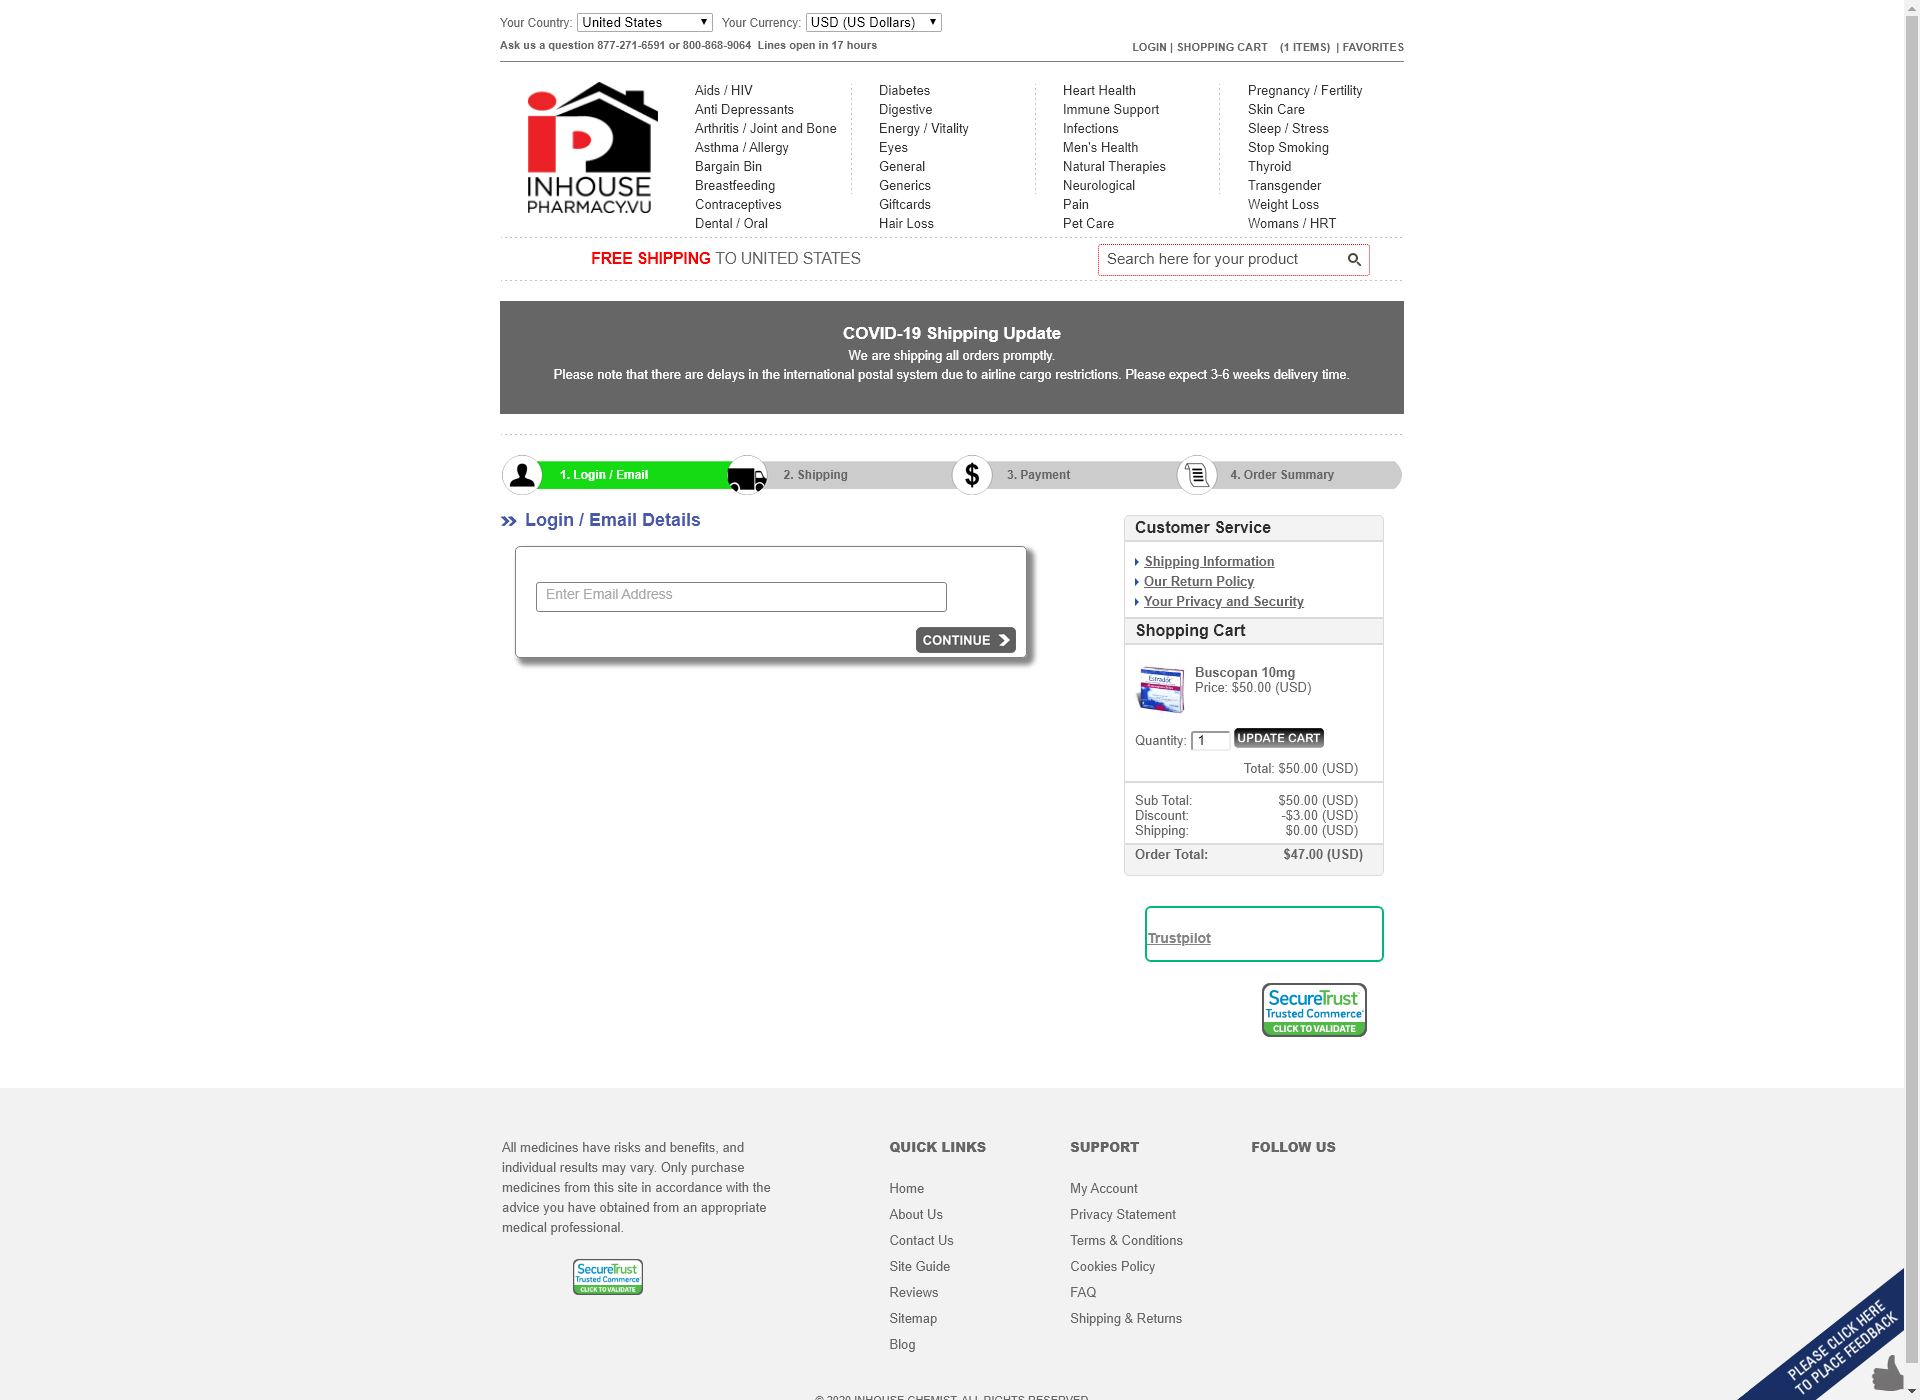 Your Country: United States Your Currency: USD (US Dollars)
Ask us a question 877-271-6591 or 800-868-9064 Lines open in 17 hours
LOGIN | SHOPPING CART (1 ITEMS) | FAVORITES
INHOUSE
PHARMACY.VU
Aids / HIV
Anti Depressants
Arthritis / Joint and Bone
Asthma / Allergy
Bargain Bin
Breastfeeding
Contraceptives
Dental / Oral
Diabetes
Digestive
Energy / Vitality
Eyes
General
Generics
Giftcards
Hair Loss
Heart Health
Immune Support
Infections
Men's Health
Natural Therapies
Neurological
Pain
Pet Care
Pregnancy / Fertility
Skin Care
Sleep / Stress
Stop Smoking
Thyroid
Transgender
Weight Loss
Womans / HRT
FREE SHIPPING TO UNITED STATES
Search here for your product
COVID-19 Shipping Update
We are shipping all orders promptly.
Please note that there are delays in the international postal system due to airline cargo restrictions. Please expect 3-6 weeks delivery time.
1. Login / Email
2. Shipping
$ 3. Payment
4. Order Summary
Login / Email Details
Enter Email Address
CONTINUE
Customer Service
Shipping Information
Our Return Policy
Your Privacy and Security
Shopping Cart
Estradot
Buscopan 10mg
Price: $50.00 (USD)
Quantity: 1 UPDATE CART
Total: $50.00 (USD)
Sub Total: $50.00 (USD)
Discount: -$3.00 (USD)
Shipping: $0.00 (USD)
Order Total: $47.00 (USD)
Trustpilot
SecureTrust
Trusted Commerce
CLICK TO VALIDATE
All medicines have risks and benefits, and
individual results may vary. Only purchase
medicines from this site in accordance with the
advice you have obtained from an appropriate
medical professional.
SecureTrust
Trusted Commerce
CLICK TO VALIDATE
QUICK LINKS
Home
About Us
Contact Us
Site Guide
Reviews
Sitemap
Blog
SUPPORT
My Account
Privacy Statement
Terms & Conditions
Cookies Policy
FAQ
Shipping & Returns
FOLLOW US
PLEASE CLICK HERE
TO PLACE FEEDBACK
© 2020 INHOUSE CHEMIST. ALL RIGHTS RESERVED